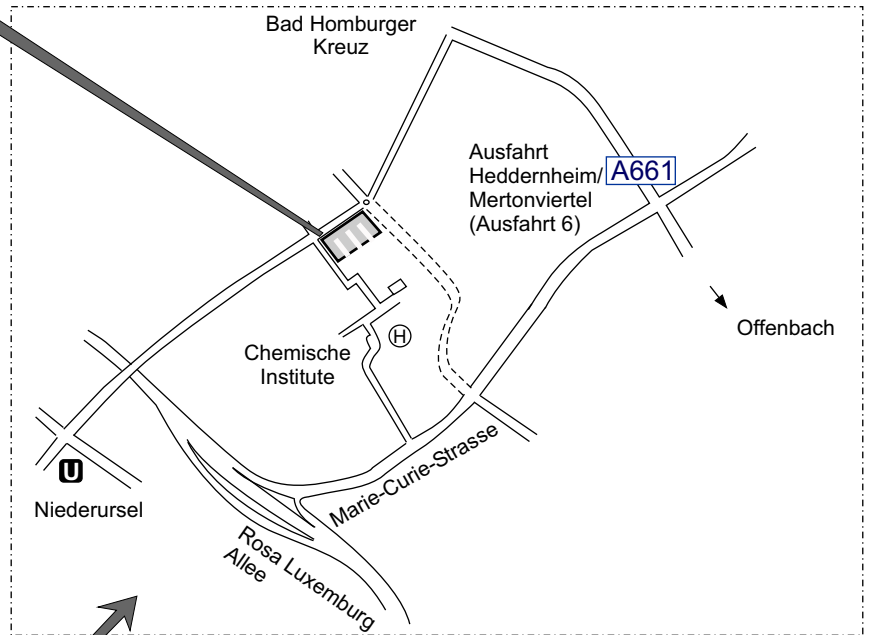 Bad Homburger
Kreuz
Ausfahrt
Heddernheim/
Mertonviertel
(Ausfahrt 6)
A661
Offenbach
H
Chemische
Institute
Marie-Curie-Strasse
U
Niederursel
Rosa Luxemburg
Allee